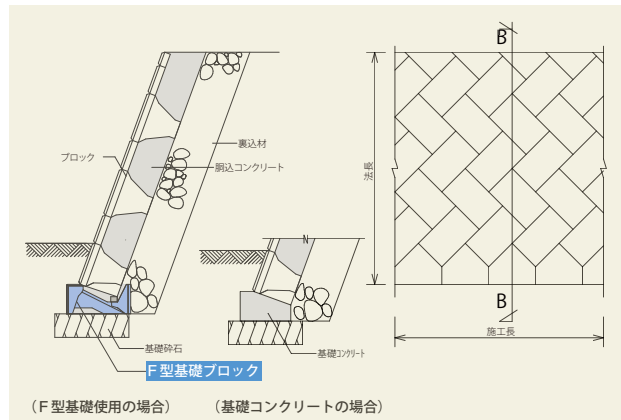 B
ブロック
裏込材
胴込コンクリート
法長
N
B
施工長
基礎砕石
基礎ｺﾝｸﾘｰﾄ
F型基礎ブロック
(F型基礎使用の場合)
(基礎コンクリートの場合)